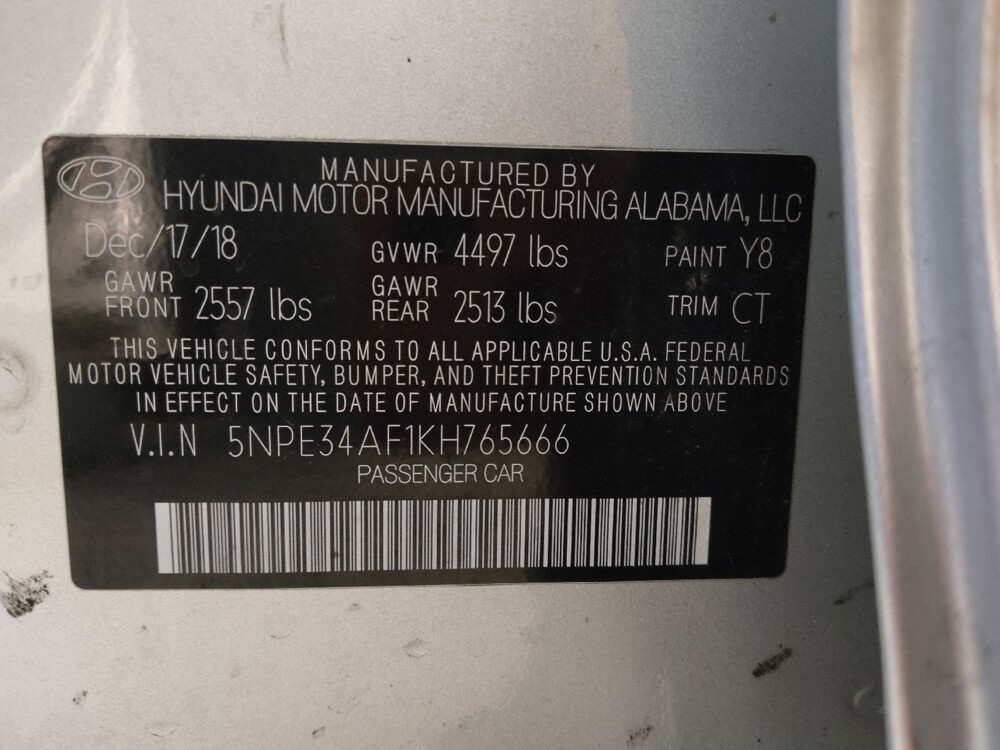 MANUFACTURED BY
HYUNDAI MOTOR MANUFACTURING ALABAMA, LLC
Dec/17/18 GVWR 4497 lbs PAINT Y8
GAWR FRONT 2557 lbs GAWR REAR 2513 lbs TRIM CT
THIS VEHICLE CONFORMS TO ALL APPLICABLE U.S.A. FEDERAL
MOTOR VEHICLE SAFETY, BUMPER, AND THEFT PREVENTION STANDARDS
IN EFFECT ON THE DATE OF MANUFACTURE SHOWN ABOVE
V.I.N 5NPE34AF1KH765666
PASSENGER CAR